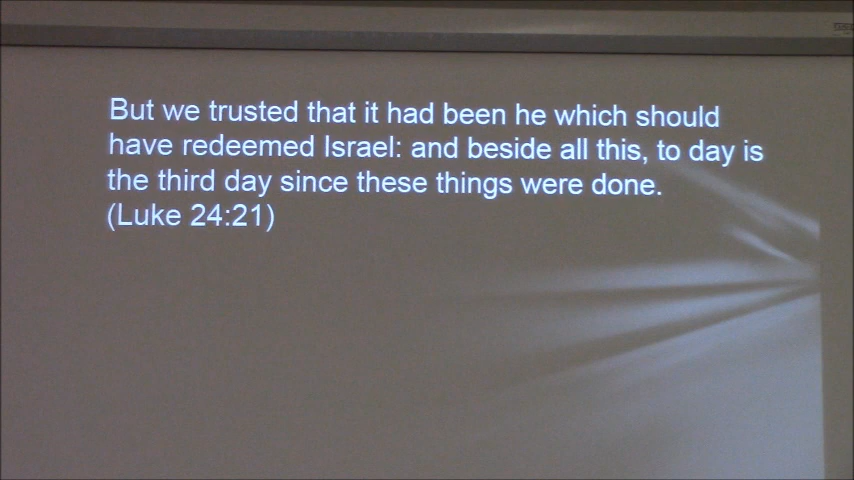 But we trusted that it had been he which should
have redeemed Israel: and beside all this, to day is
the third day since these things were done.
(Luke 24:21)